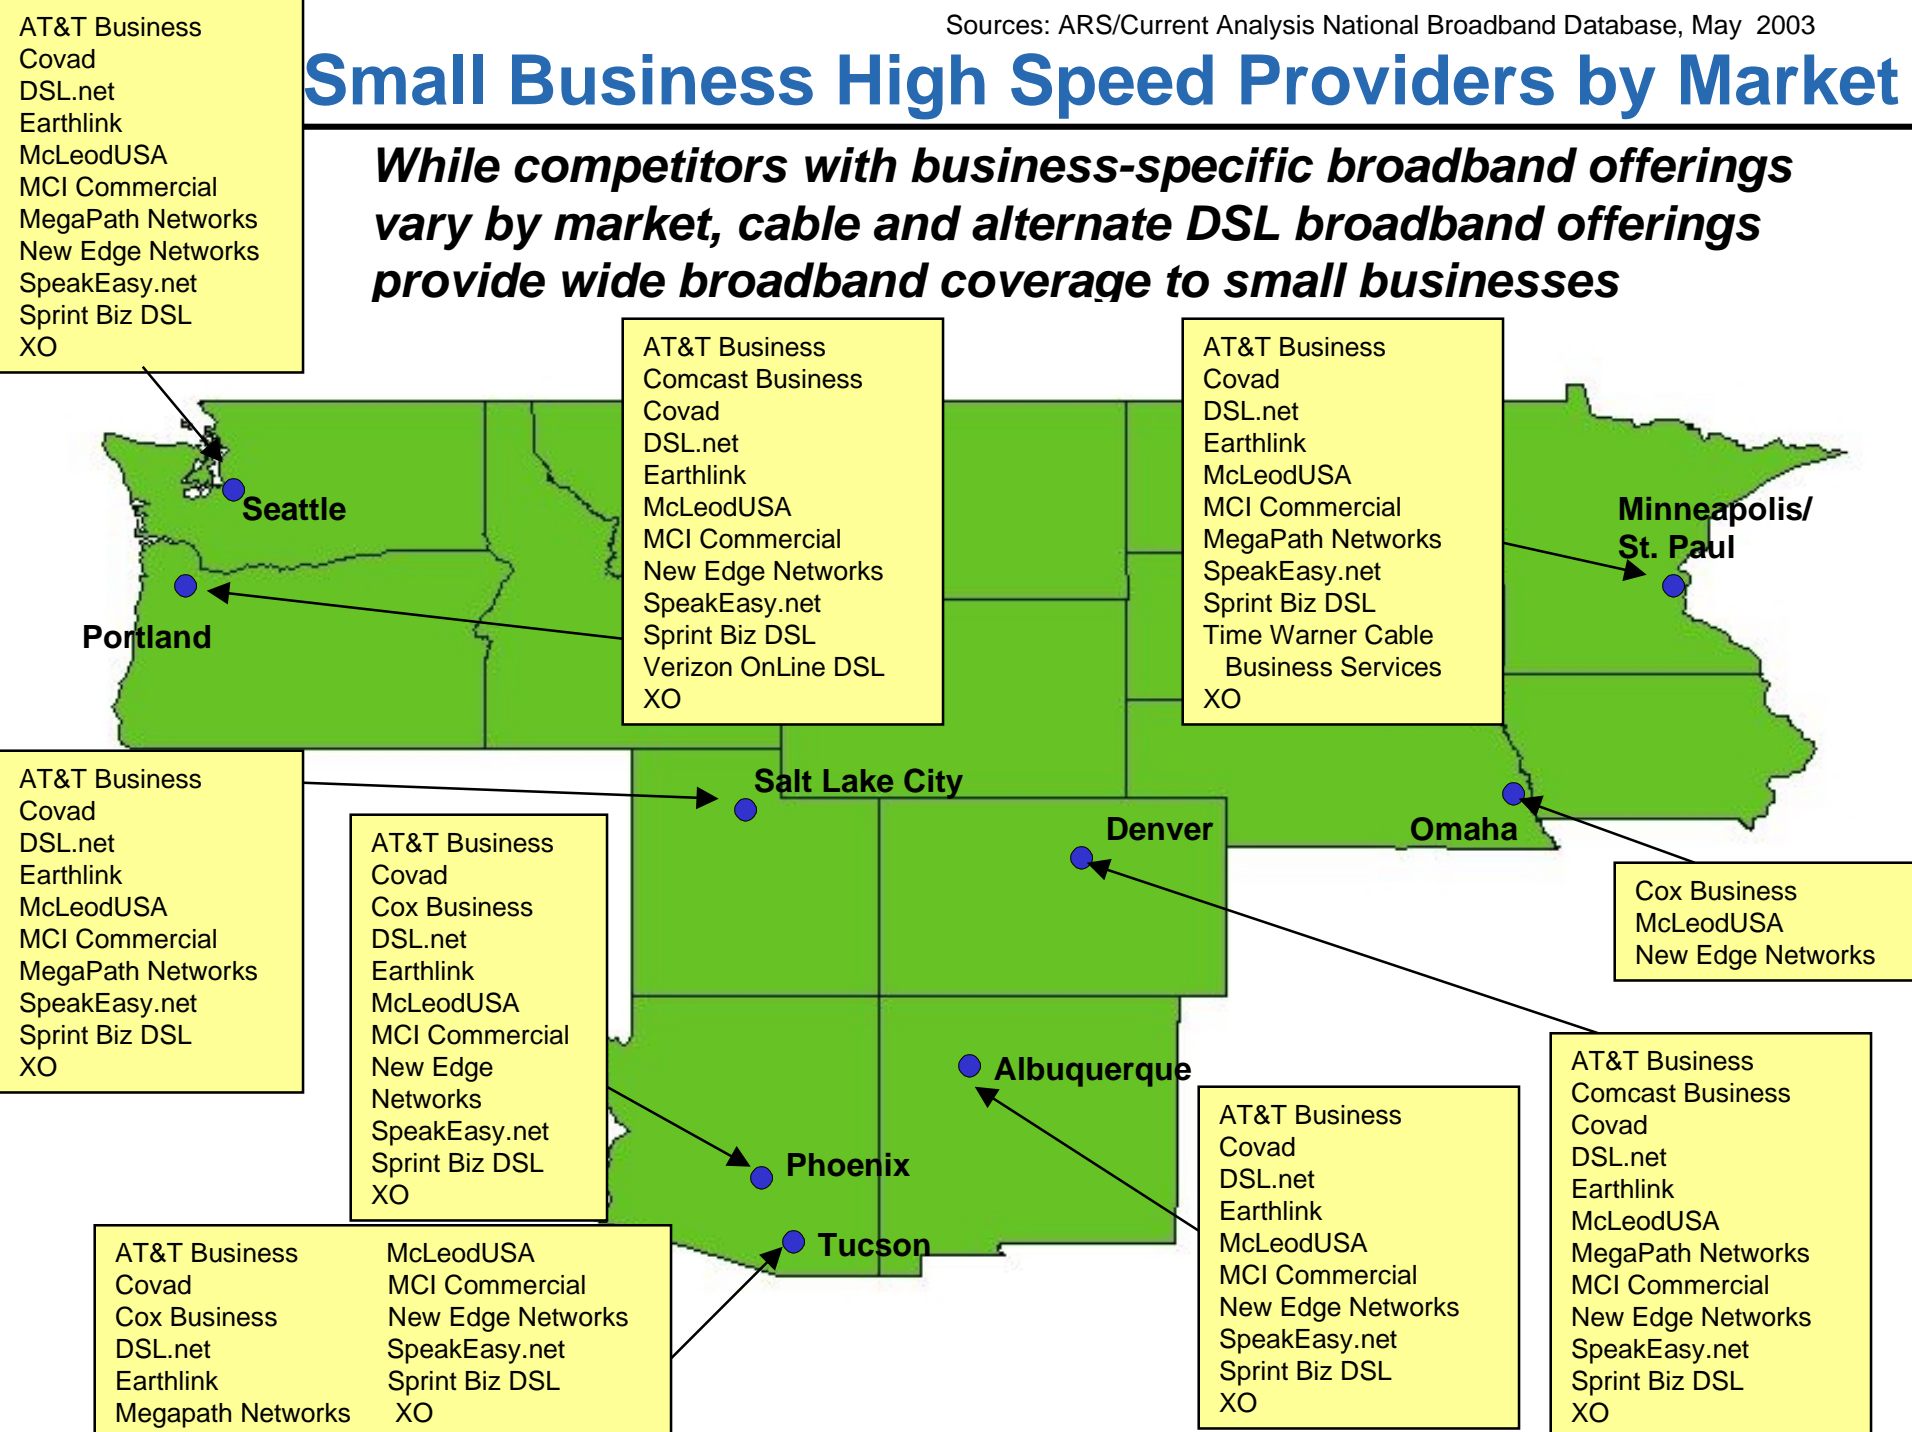 AT&T Business
Covad
DSL.net
Earthlink
McLeodUSA
MCI Commercial
MegaPath Networks
New Edge Networks
SpeakEasy.net
Sprint Biz DSL
XO
Sources: ARS/Current Analysis National Broadband Database, May 2003
Small Business High Speed Providers by Market
While competitors with business-specific broadband offerings
vary by market, cable and alternate DSL broadband offerings
provide wide broadband coverage to small businesses
AT&T Business
Comcast Business
Covad
DSL.net
Earthlink
McLeodUSA
MCI Commercial
New Edge Networks
SpeakEasy.net
Sprint Biz DSL
Verizon OnLine DSL
XO
AT&T Business
Covad
DSL.net
Earthlink
McLeodUSA
MCI Commercial
MegaPath Networks
SpeakEasy.net
Sprint Biz DSL
Time Warner Cable
Business Services
XO
Seattle
Minneapolis/
St. Paul
Portland
Salt Lake City
Denver
Omaha
AT&T Business
Covad
DSL.net
Earthlink
McLeodUSA
MCI Commercial
MegaPath Networks
SpeakEasy.net
Sprint Biz DSL
XO
AT&T Business
Covad
Cox Business
DSL.net
Earthlink
McLeodUSA
MCI Commercial
New Edge
Networks
SpeakEasy.net
Sprint Biz DSL
XO
Cox Business
McLeodUSA
New Edge Networks
Albuquerque
Phoenix
Tucson
AT&T Business McLeodUSA
Covad MCI Commercial
Cox Business New Edge Networks
DSL.net SpeakEasy.net
Earthlink Sprint Biz DSL
Megapath Networks XO
AT&T Business
Covad
DSL.net
Earthlink
McLeodUSA
MCI Commercial
New Edge Networks
SpeakEasy.net
Sprint Biz DSL
XO
AT&T Business
Comcast Business
Covad
DSL.net
Earthlink
McLeodUSA
MegaPath Networks
MCI Commercial
New Edge Networks
SpeakEasy.net
Sprint Biz DSL
XO